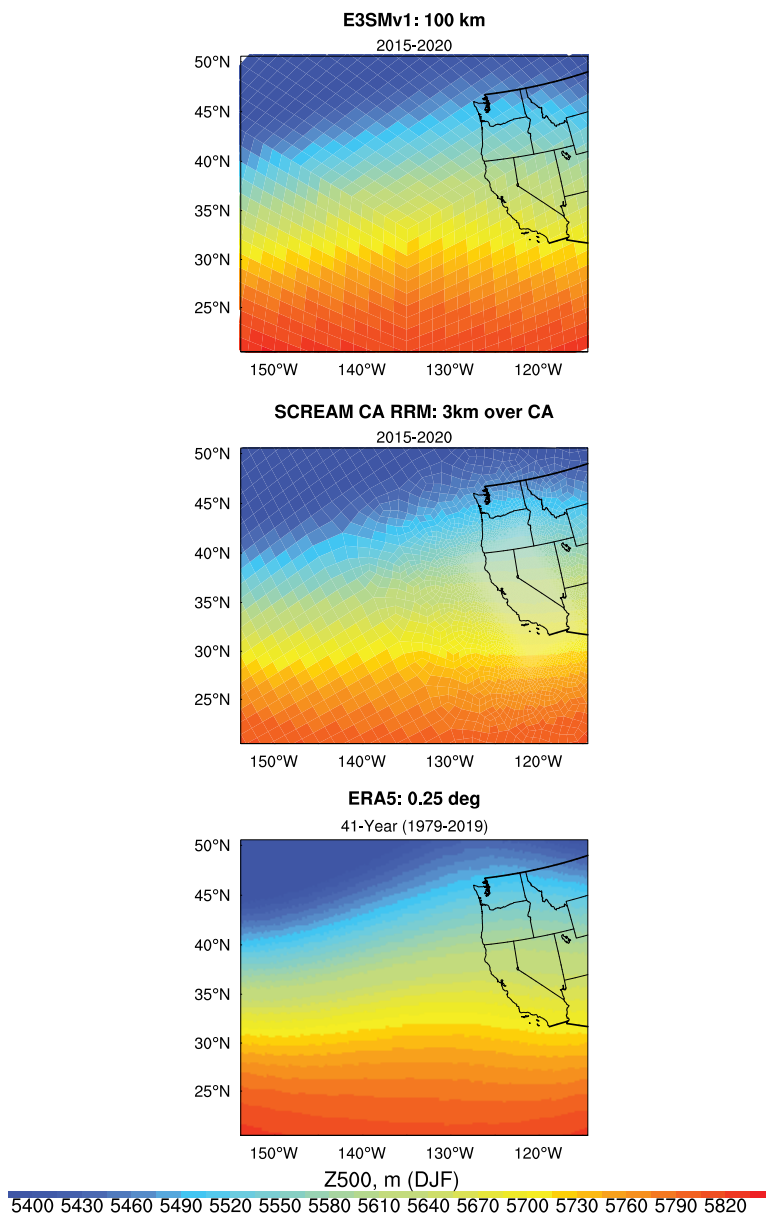 E3SMv1: 100 km
2015-2020
50°N
45°N
40°N
35°N
30°N
25°N
150°W 140°W 130°W 120°W
SCREAM CA RRM: 3km over CA
2015-2020
50°N
45°N
40°N
35°N
30°N
25°N
150°W 140°W 130°W 120°W
ERA5: 0.25 deg
41-Year (1979-2019)
50°N
45°N
40°N
35°N
30°N
25°N
150°W 140°W 130°W 120°W
Z500, m (DJF)
5400 5430 5460 5490 5520 5550 5580 5610 5640 5670 5700 5730 5760 5790 5820